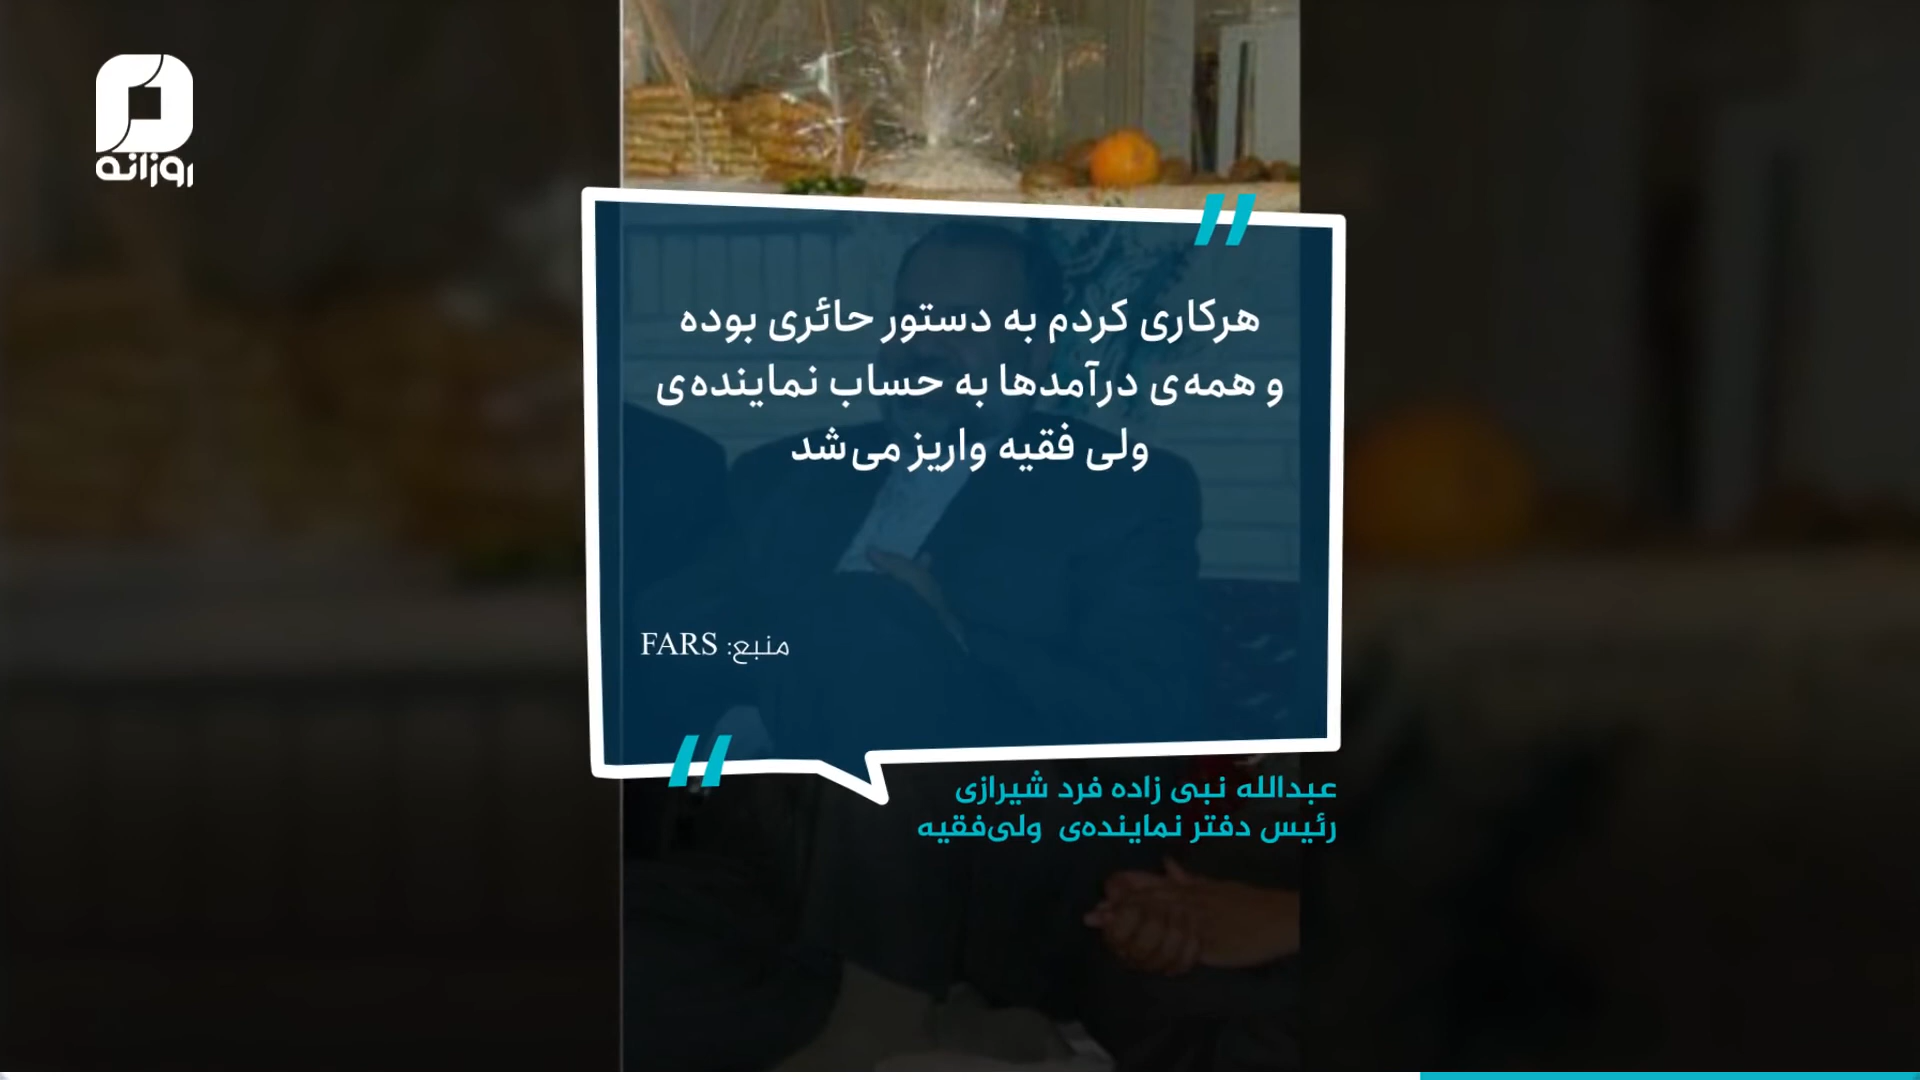 روزانه
هرکاری کردم به دستور حائری بوده
و همه‌ی درآمدها به حساب نماینده‌ی
ولی فقیه واریز می‌شد
منبع: FARS
عبدالله نبی زاده فرد شیرازی
رئیس دفتر نماینده‌ی ولی‌فقیه